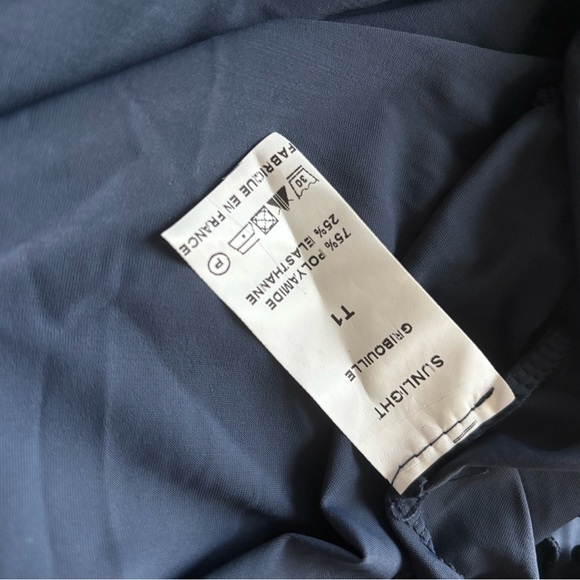 SUNLIGHT
GRIBOUILLE
T1
75% POLYAMIDE
25% ELASTHANNE
30
P
FABRIQUE EN FRANCE